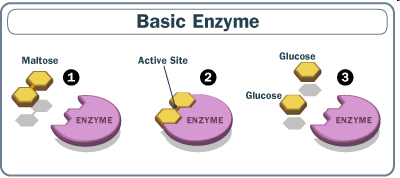 Basic Enzyme
Maltose
1
ENZYME
Active Site
2
ENZYME
Glucose
3
Glucose
ENZYME